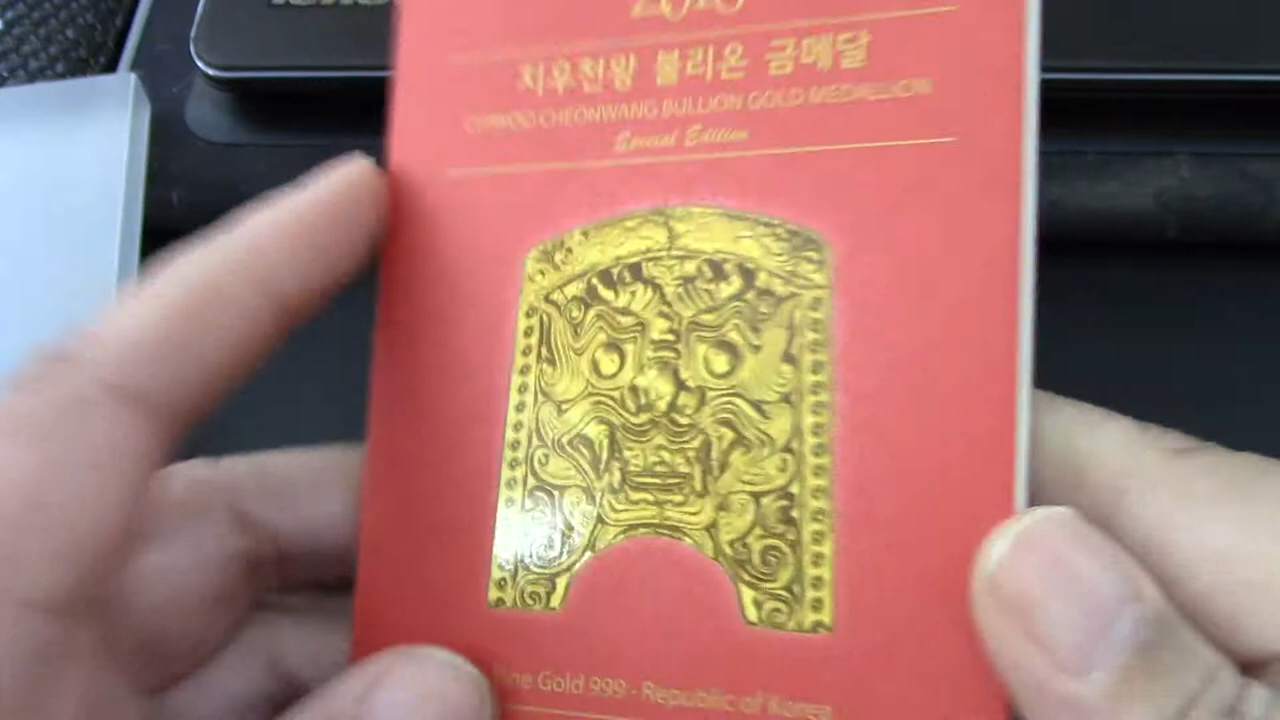 치우천왕 불리온 금메달
CHIWOO CHEONWANG BULLION GOLD MEDALLION
Special Edition
Fine Gold 999 - Republic of Korea